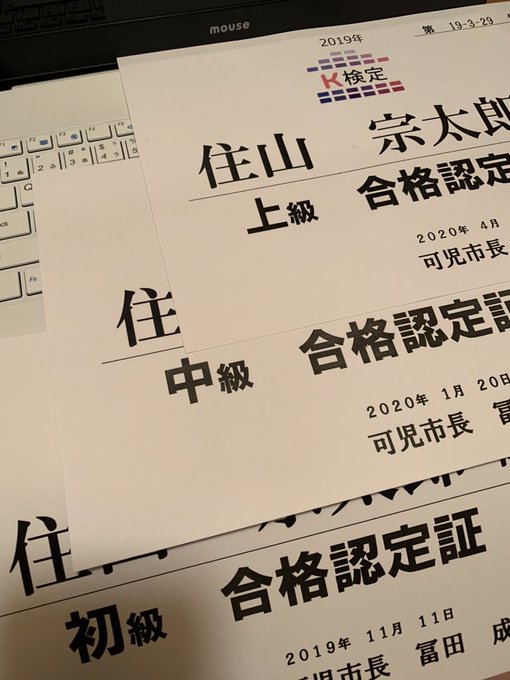 mouse
第 19-3-29
2019年
K検定
住山 宗太郎
上級 合格認定
2020年 4月
可児市長
住
中級 合格認定証
2020年 1月 20日
可児市長 冨
住
初級 合格認定証
2019年 11月 11日
可児市長 冨田 成